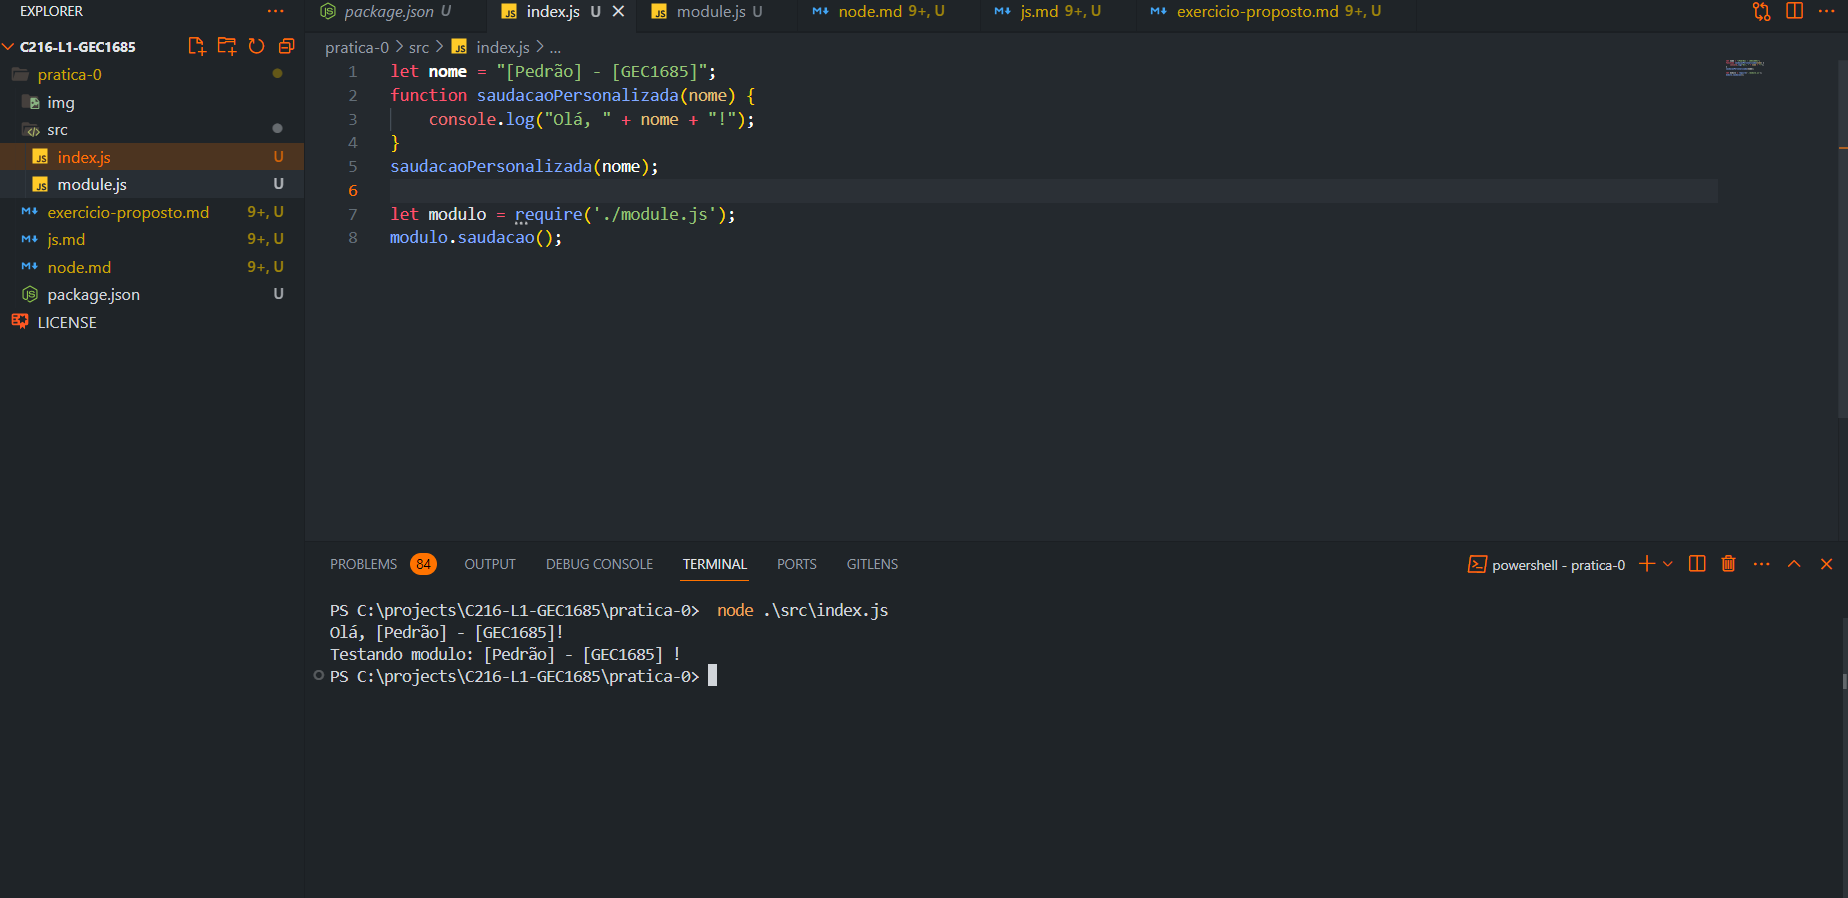 EXPLORER ...
C216-L1-GEC1685
pratica-0
img
src
index.js U
module.js U
exercicio-proposto.md 9+, U
js.md 9+, U
node.md 9+, U
package.json U
LICENSE
package.json U index.js U module.js U node.md 9+, U js.md 9+, U exercicio-proposto.md 9+, U
pratica-0 > src > JS index.js > ...
1 let nome = "[Pedrão] - [GEC1685]";
2 function saudacaoPersonalizada(nome) {
3 console.log("Olá, " + nome + "!");
4 }
5 saudacaoPersonalizada(nome);
6
7 let modulo = require('./module.js');
8 modulo.saudacao();
PROBLEMS 84 OUTPUT DEBUG CONSOLE TERMINAL PORTS GITLENS powershell - pratica-0
PS C:\projects\C216-L1-GEC1685\pratica-0> node .\src\index.js
Olá, [Pedrão] - [GEC1685]!
Testando modulo: [Pedrão] - [GEC1685] !
PS C:\projects\C216-L1-GEC1685\pratica-0>